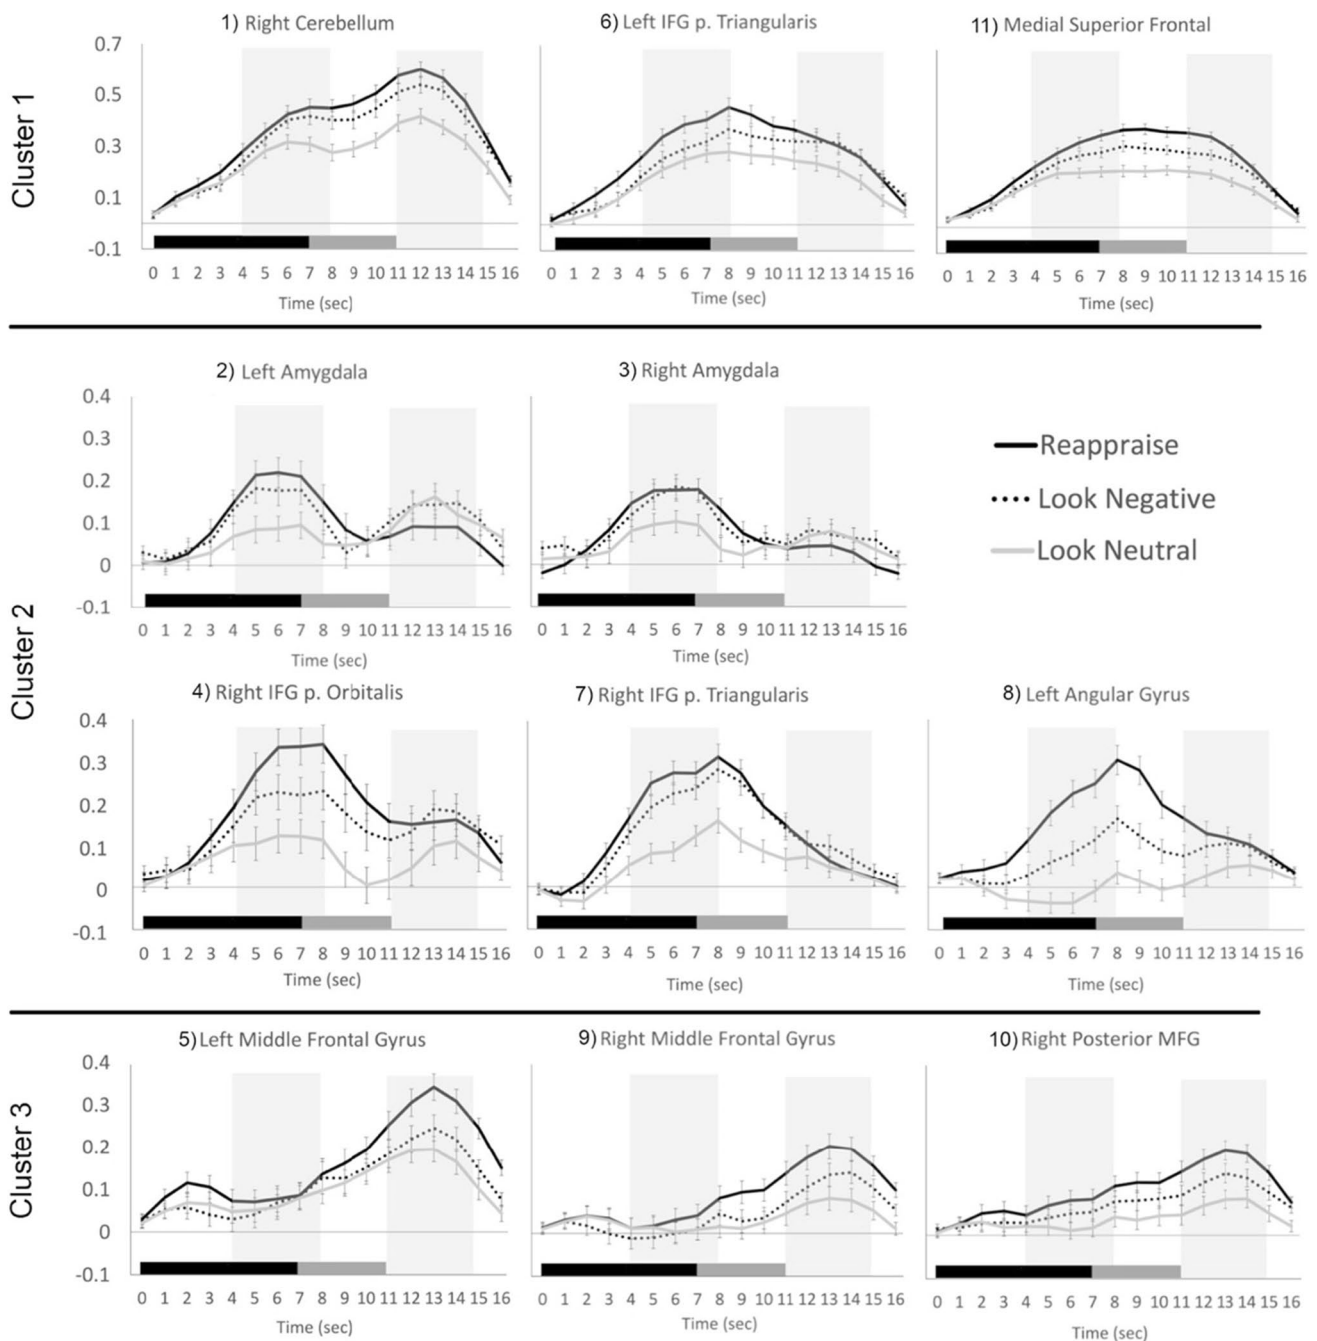 Cluster 1
1) Right Cerebellum
6) Left IFG p. Triangularis
11) Medial Superior Frontal
0.7
0.5
0.3
0.1
-0.1
0 1 2 3 4 5 6 7 8 9 10 11 12 13 14 15 16
Time (sec)
0 1 2 3 4 5 6 7 8 9 10 11 12 13 14 15 16
Time (sec)
0 1 2 3 4 5 6 7 8 9 10 11 12 13 14 15 16
Time (sec)
Cluster 2
2) Left Amygdala
3) Right Amygdala
0.4
0.3
0.2
0.1
0
-0.1
0 1 2 3 4 5 6 7 8 9 10 11 12 13 14 15 16
Time (sec)
0 1 2 3 4 5 6 7 8 9 10 11 12 13 14 15 16
Time (sec)
Reappraise
Look Negative
Look Neutral
4) Right IFG p. Orbitalis
7) Right IFG p. Triangularis
8) Left Angular Gyrus
0.4
0.3
0.2
0.1
0
-0.1
0 1 2 3 4 5 6 7 8 9 10 11 12 13 14 15 16
Time (sec)
0 1 2 3 4 5 6 7 8 9 10 11 12 13 14 15 16
Time (sec)
0 1 2 3 4 5 6 7 8 9 10 11 12 13 14 15 16
Time (sec)
Cluster 3
5) Left Middle Frontal Gyrus
9) Right Middle Frontal Gyrus
10) Right Posterior MFG
0.4
0.3
0.2
0.1
0
-0.1
0 1 2 3 4 5 6 7 8 9 10 11 12 13 14 15 16
Time (sec)
0 1 2 3 4 5 6 7 8 9 10 11 12 13 14 15 16
Time (sec)
0 1 2 3 4 5 6 7 8 9 10 11 12 13 14 15 16
Time (sec)